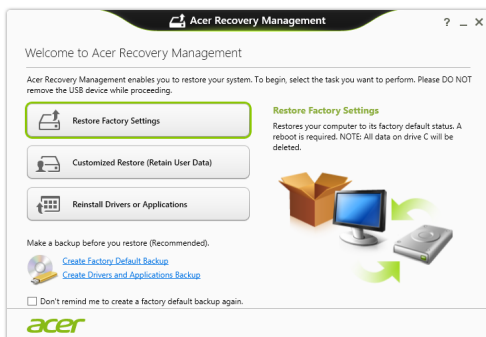 Acer Recovery Management
Welcome to Acer Recovery Management
Acer Recovery Management enables you to restore your system. To begin, select the task you want to perform. Please DO NOT
remove the USB device while proceeding.
Restore Factory Settings
Customized Restore (Retain User Data)
Reinstall Drivers or Applications
Restore Factory Settings
Restores your computer to its factory default status. A
reboot is required. NOTE: All data on drive C will be
deleted.
Make a backup before you restore (Recommended).
Create Factory Default Backup
Create Drivers and Applications Backup
Don't remind me to create a factory default backup again.
acer